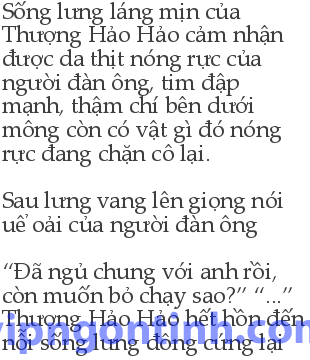 Sống lưng láng mịn của
Thượng Hảo Hảo cảm nhận
được da thịt nóng rực của
người đàn ông, tim đập
mạnh, thậm chí bên dưới
mông còn có vật gì đó nóng
rực đang chặn cô lại.
Sau lưng vang lên giọng nói
uể oải của người đàn ông
“Đã ngủ chung với anh rồi,
còn muốn bỏ chạy sao?” “...”
Thượng Hảo Hảo hết hồn đến
nỗi sống lưng đông cứng lại